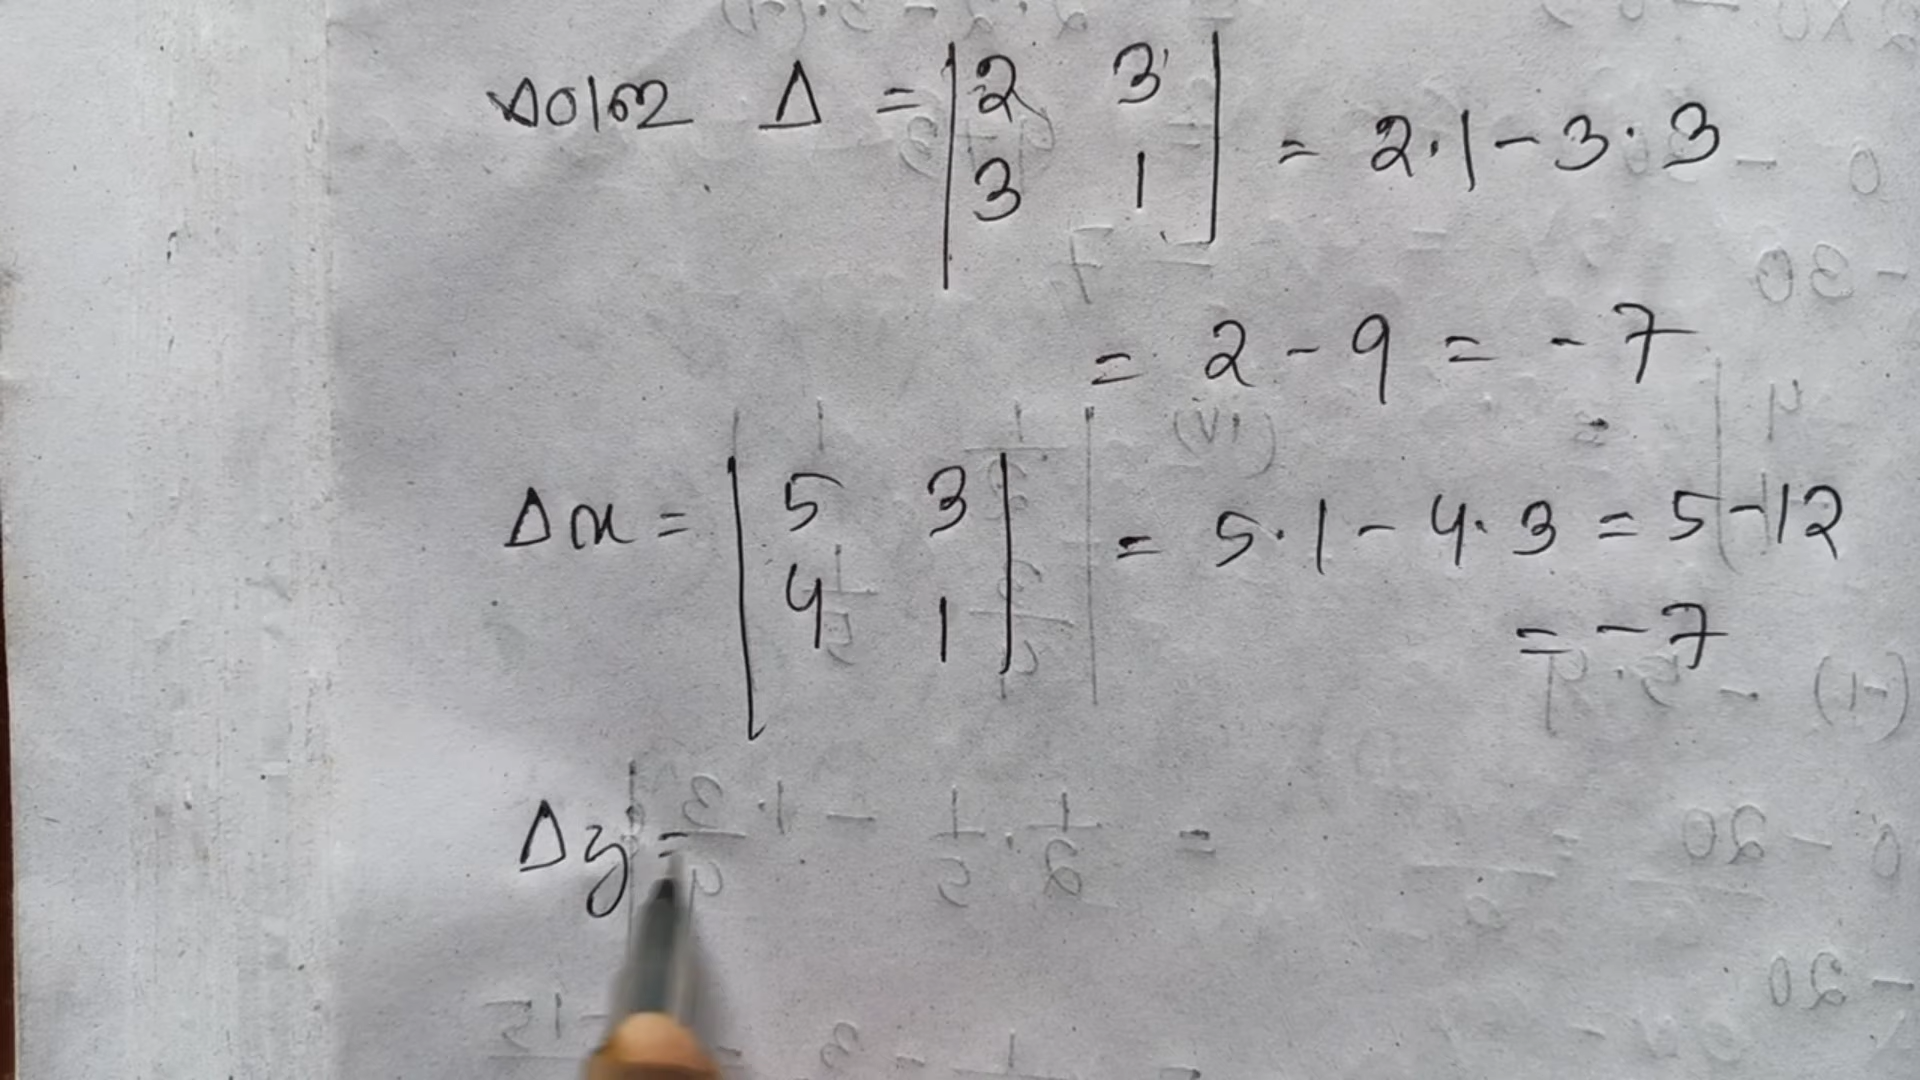 Δ = |2 3| = 2·1 - 3·3
|3 1|
= 2 - 9 = -7
Δx = |5 3| = 5·1 - 4·3 = 5 - 12
|4 1|
= -7
Δy =